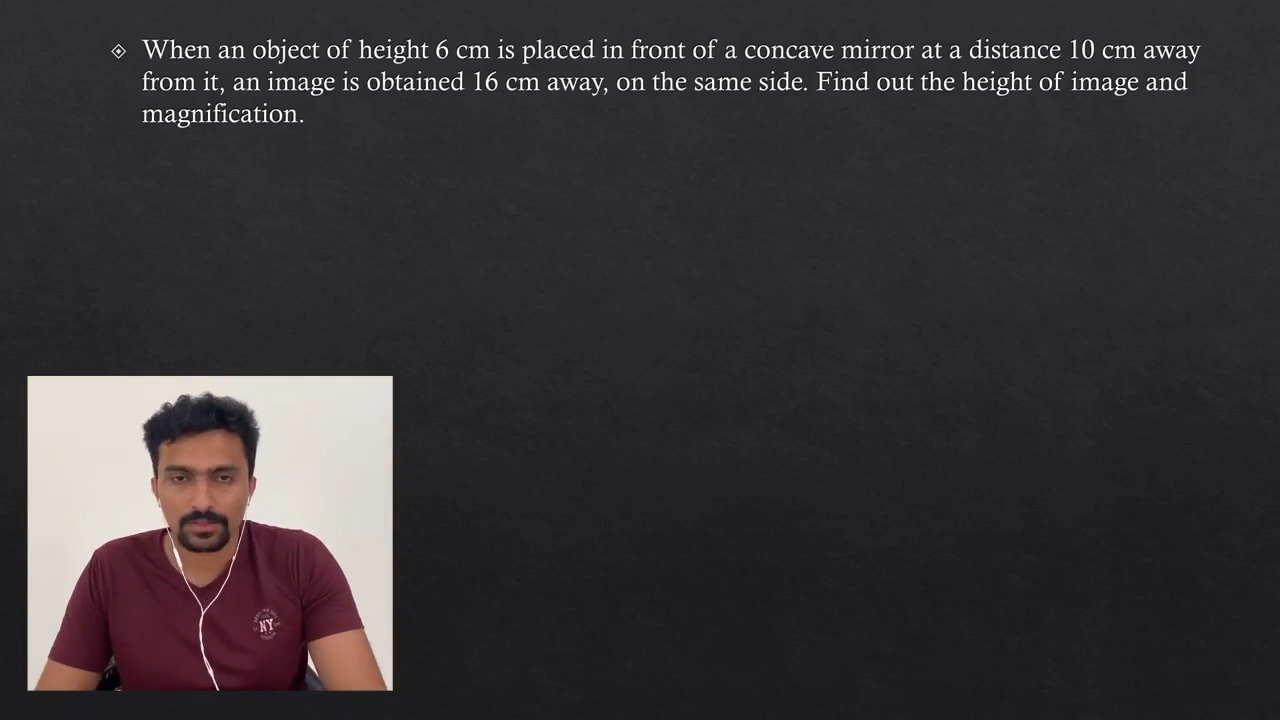 When an object of height 6 cm is placed in front of a concave mirror at a distance 10 cm away
from it, an image is obtained 16 cm away, on the same side. Find out the height of image and
magnification.
NY